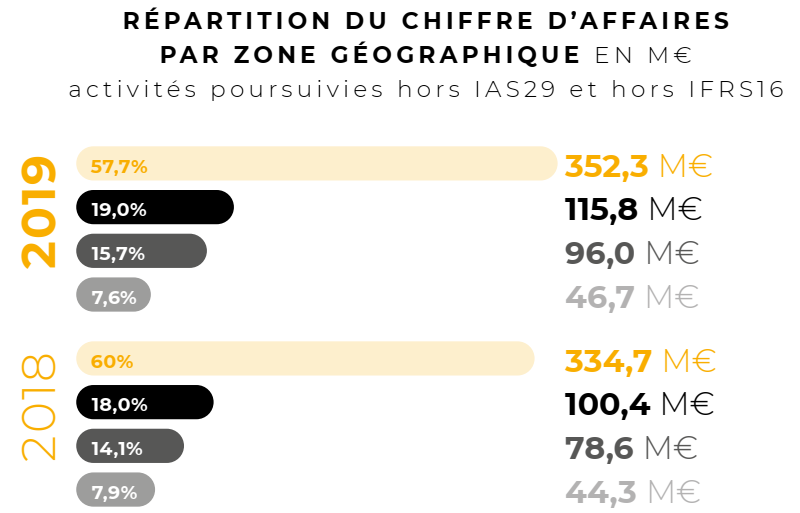 RÉPARTITION DU CHIFFRE D’AFFAIRES
PAR ZONE GÉOGRAPHIQUE EN M€
activités poursuivies hors IAS29 et hors IFRS16
2019
57,7% 352,3 M€
19,0% 115,8 M€
15,7% 96,0 M€
7,6% 46,7 M€
2018
60% 334,7 M€
18,0% 100,4 M€
14,1% 78,6 M€
7,9% 44,3 M€